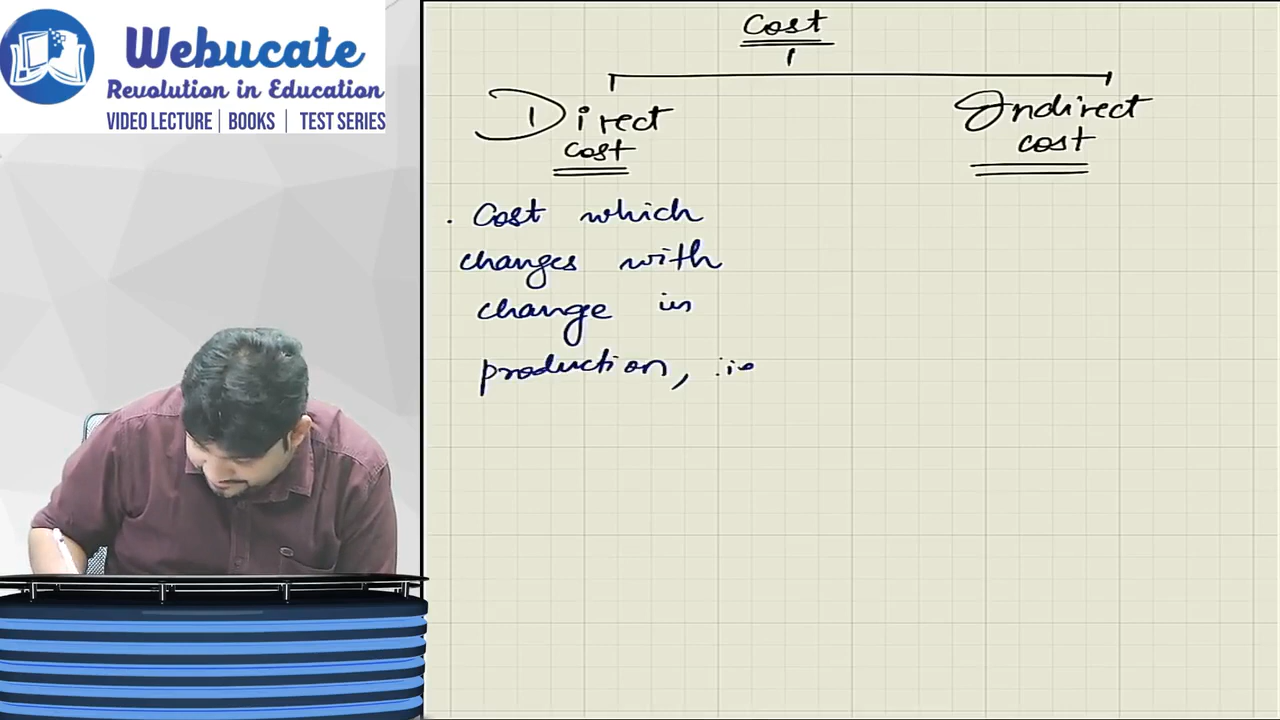 Webucate
Revolution in Education
VIDEO LECTURE | BOOKS | TEST SERIES
Cost
Direct
cost
Indirect
cost
. Cost which
changes with
change in
production, :ie